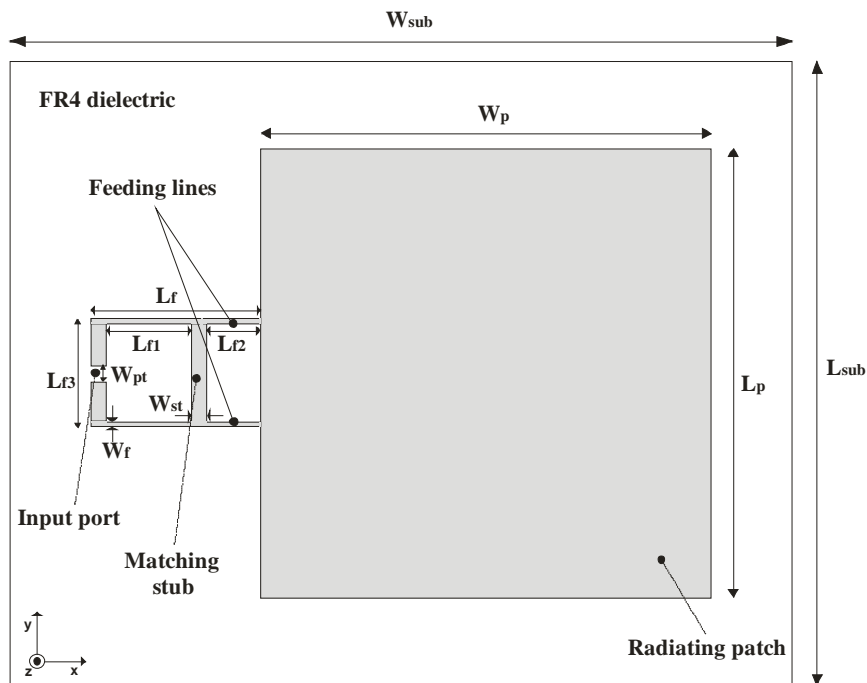 Wsub
FR4 dielectric
Wp
Feeding lines
Lf
Lf1
Lf2
Lf3
Wpt
Wst
Wf
Lp
Lsub
Input port
Matching
stub
Radiating patch
y
z
x